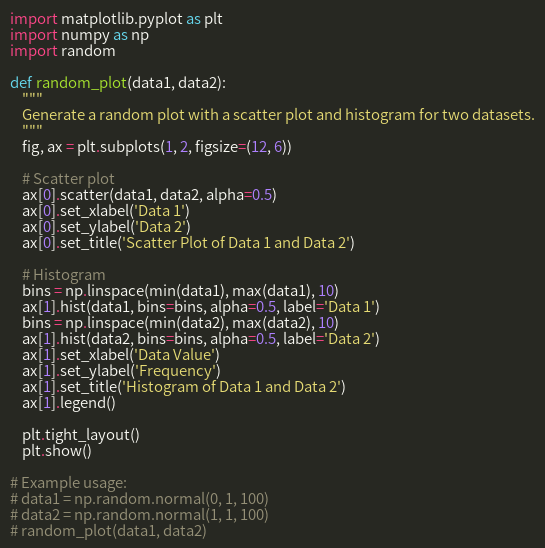 import matplotlib.pyplot as plt
import numpy as np
import random

def random_plot(data1, data2):
    """
    Generate a random plot with a scatter plot and histogram for two datasets.
    """
    fig, ax = plt.subplots(1, 2, figsize=(12, 6))

    # Scatter plot
    ax[0].scatter(data1, data2, alpha=0.5)
    ax[0].set_xlabel('Data 1')
    ax[0].set_ylabel('Data 2')
    ax[0].set_title('Scatter Plot of Data 1 and Data 2')

    # Histogram
    bins = np.linspace(min(data1), max(data1), 10)
    ax[1].hist(data1, bins=bins, alpha=0.5, label='Data 1')
    bins = np.linspace(min(data2), max(data2), 10)
    ax[1].hist(data2, bins=bins, alpha=0.5, label='Data 2')
    ax[1].set_xlabel('Data Value')
    ax[1].set_ylabel('Frequency')
    ax[1].set_title('Histogram of Data 1 and Data 2')
    ax[1].legend()

    plt.tight_layout()
    plt.show()

# Example usage:
# data1 = np.random.normal(0, 1, 100)
# data2 = np.random.normal(1, 1, 100)
# random_plot(data1, data2)